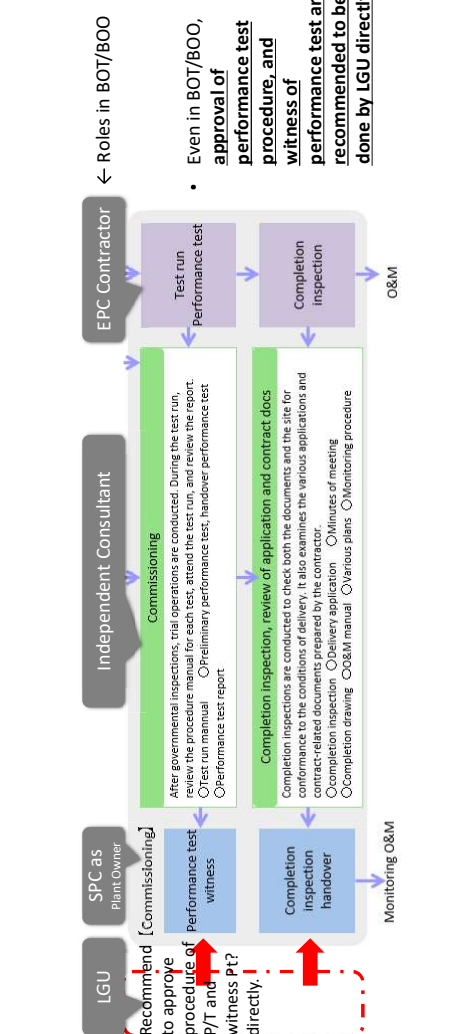 LGU
SPC as
Plant Owner
Independent Consultant
EPC Contractor
← Roles in BOT/BOO
Recommend
to approve
procedure of
P/T and
witness Pt?
directly.
【Commissioning】
Performance test
witness
Commissioning
After governmental inspections, trial operations are conducted. During the test run,
review the procedure manual for each test, attend the test run, and review the report.
○Test run mannual ○Preliminary performance test, handover performance test
○Performance test report
Test run
Performance test
Completion
inspection
handover
Completion inspection, review of application and contract docs
Completion inspections are conducted to check both the documents and the site for
conformance to the conditions of delivery. It also examines the various applications and
contract-related documents prepared by the contractor.
○completion inspection ○Delivery application ○Minutes of meeting
○Completion drawing ○O&M manual ○Various plans ○Monitoring procedure
Completion
inspection
Monitoring O&M
O&M
• Even in BOT/BOO,
approval of
performance test
procedure, and
witness of
performance test
recommended to be
done by LGU